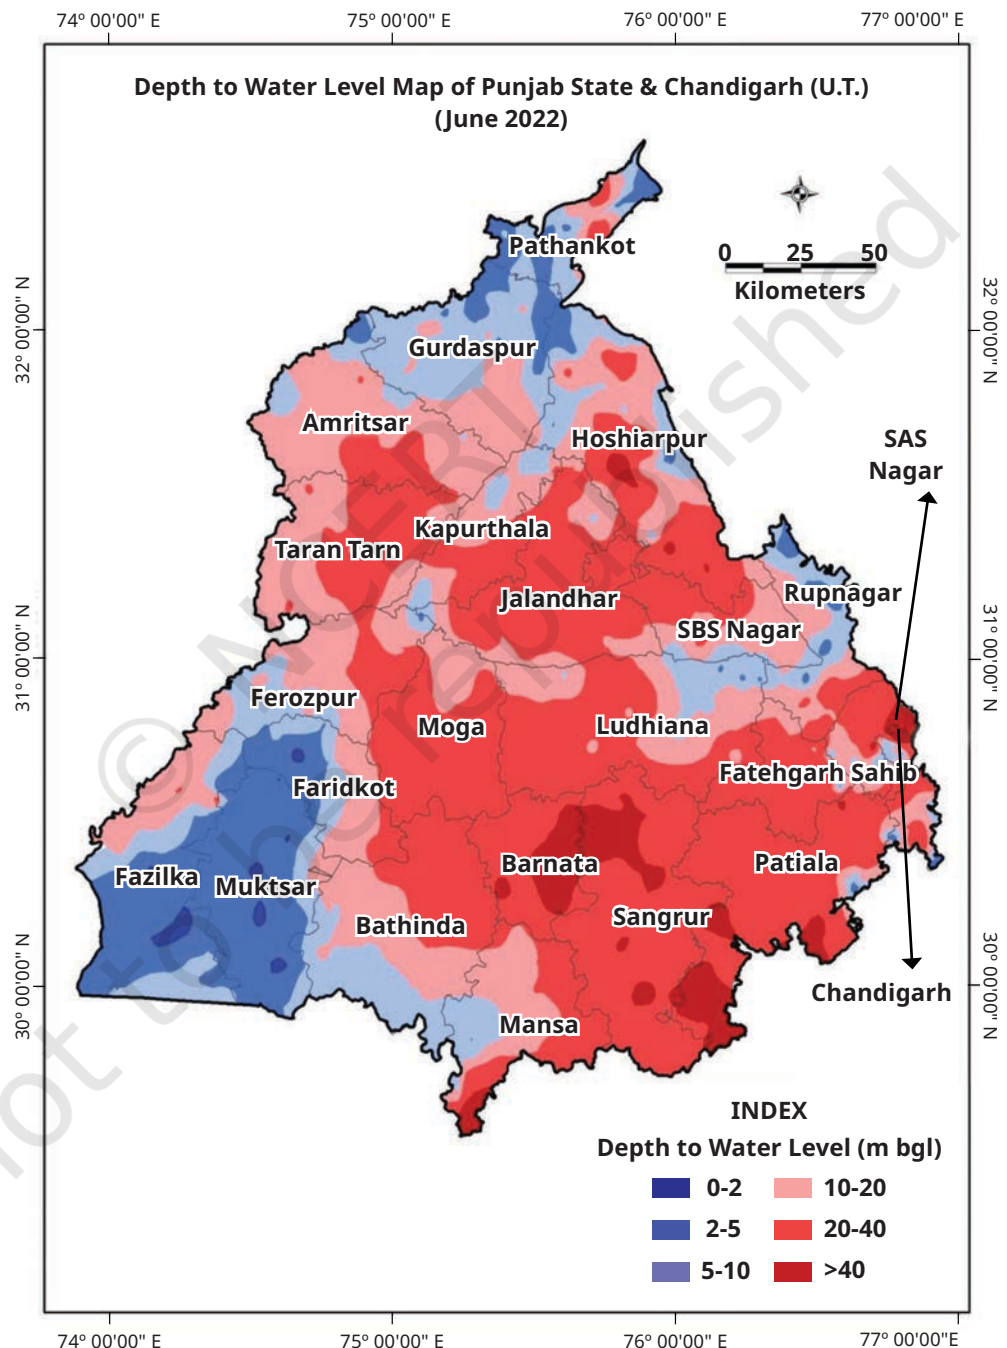 74° 00'00" E 75° 00'00" E 76° 00'00" E 77° 00'00" E
Depth to Water Level Map of Punjab State & Chandigarh (U.T.)
(June 2022)
Pathankot
0 25 50
Kilometers
32° 00'00" N
32° 00'00" N
Gurdaspur
Amritsar
Hoshiarpur
SAS
Nagar
Kapurthala
Taran Tarn
Jalandhar
Rupnagar
SBS Nagar
31° 00'00" N
31° 00'00" N
Ferozpur
Moga
Ludhiana
Fatehgarh Sahib
Faridkot
Barnata
Patiala
Fazilka
Muktsar
Sangrur
Bathinda
30° 00'00" N
30° 00'00" N
Chandigarh
Mansa
INDEX
Depth to Water Level (m bgl)
0-2 10-20
2-5 20-40
5-10 >40
74° 00'00" E 75° 00'00" E 76° 00'00" E 77° 00'00"E
© NCERT
not to be republished